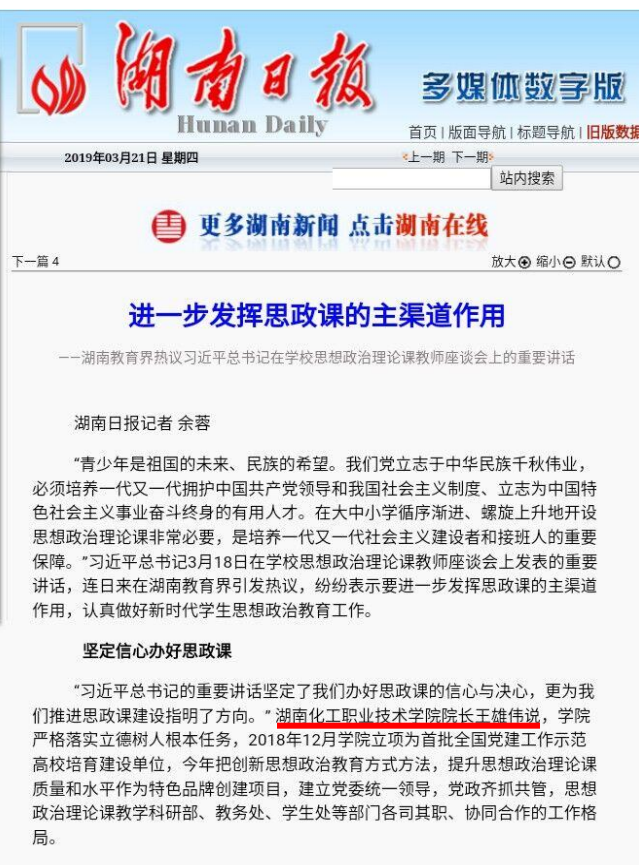 湖南日报
Hunan Daily
多媒体数字版
首页 | 版面导航 | 标题导航 | 旧版数据
2019年03月21日 星期四
上一期 下一期
站内搜索
更多湖南新闻 点击湖南在线
下一篇 4
放大 缩小 默认
进一步发挥思政课的主渠道作用
——湖南教育界热议习近平总书记在学校思想政治理论课教师座谈会上的重要讲话
湖南日报记者 余蓉
“青少年是祖国的未来、民族的希望。我们党立志于中华民族千秋伟业，
必须培养一代又一代拥护中国共产党领导和我国社会主义制度、立志为中国特
色社会主义事业奋斗终身的有用人才。在大中小学循序渐进、螺旋上升地开设
思想政治理论课非常必要，是培养一代又一代社会主义建设者和接班人的重要
保障。”习近平总书记3月18日在学校思想政治理论课教师座谈会上发表的重要
讲话，连日来在湖南教育界引发热议，纷纷表示要进一步发挥思政课的主渠道
作用，认真做好新时代学生思想政治教育工作。
坚定信心办好思政课
“习近平总书记的重要讲话坚定了我们办好思政课的信心与决心，更为我
们推进思政课建设指明了方向。”湖南化工职业技术学院院长王雄伟说，学院
严格落实立德树人根本任务，2018年12月学院立项为首批全国党建工作示范
高校培育建设单位，今年把创新思想政治教育方式方法，提升思想政治理论课
质量和水平作为特色品牌创建项目，建立党委统一领导，党政齐抓共管，思想
政治理论课教学科研部、教务处、学生处等部门各司其职、协同合作的工作格
局。